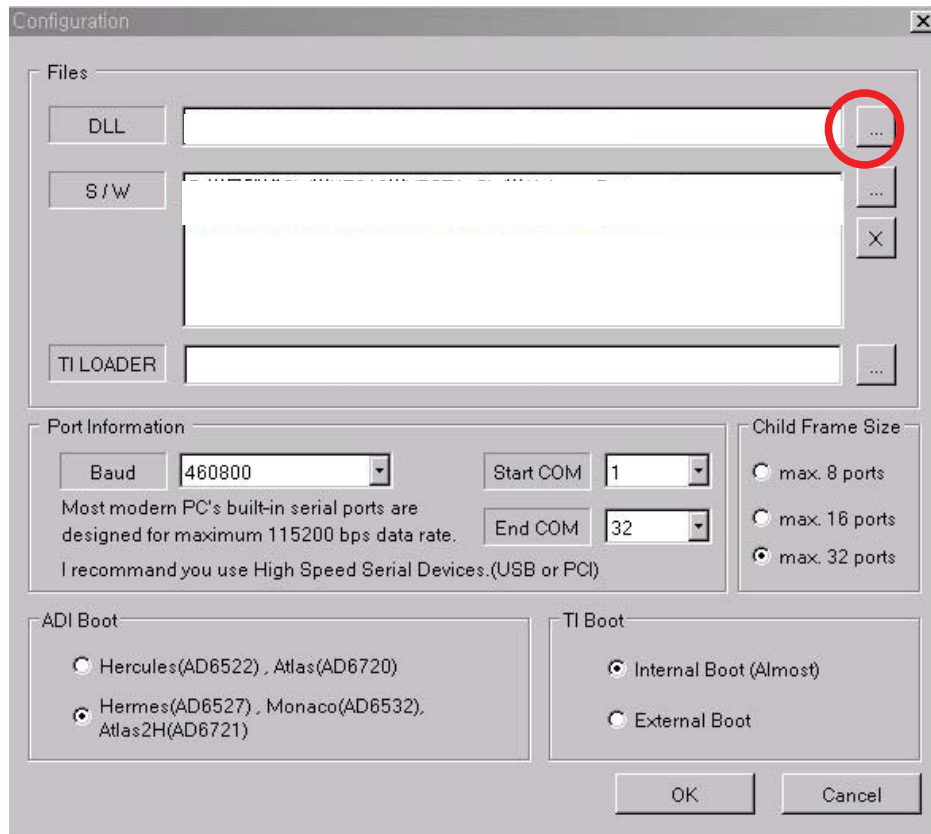 Configuration
Files
DLL
...
S / W
...
X
TI LOADER
...
Port Information
Baud
460800
Start COM
1
Most modern PC's built-in serial ports are
designed for maximum 115200 bps data rate.
End COM
32
I recommand you use High Speed Serial Devices.(USB or PCI)
Child Frame Size
max. 8 ports
max. 16 ports
max. 32 ports
ADI Boot
Hercules(AD6522) , Atlas(AD6720)
Hermes(AD6527) , Monaco(AD6532),
Atlas2H(AD6721)
TI Boot
Internal Boot (Almost)
External Boot
OK
Cancel